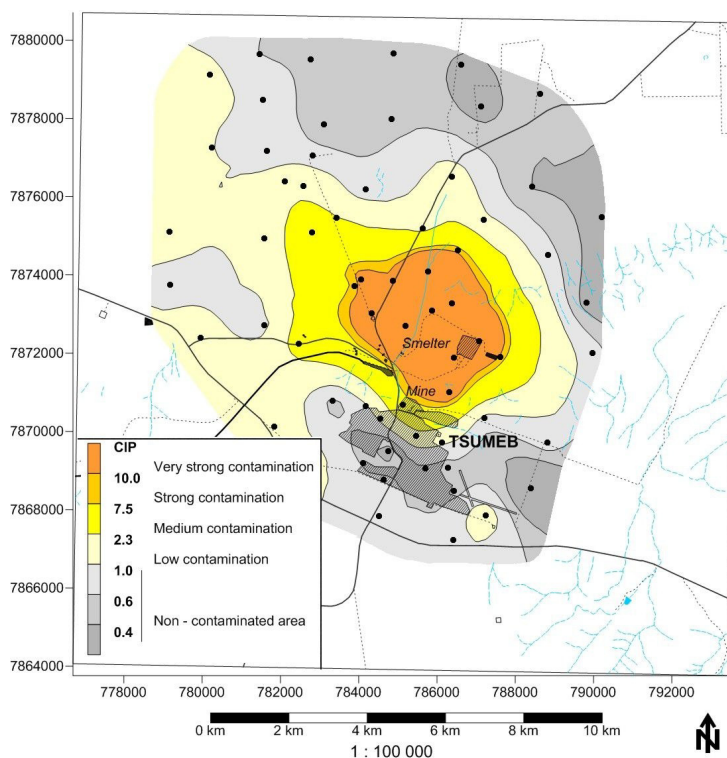 7880000
7878000
7876000
7874000
7872000
7870000
7868000
7866000
7864000
Smelter
Mine
TSUMEB
CIP
Very strong contamination
10.0
Strong contamination
7.5
Medium contamination
2.3
Low contamination
1.0
0.6
Non - contaminated area
0.4
778000 780000 782000 784000 786000 788000 790000 792000
0 km 2 km 4 km 6 km 8 km 10 km
1 : 100 000
N